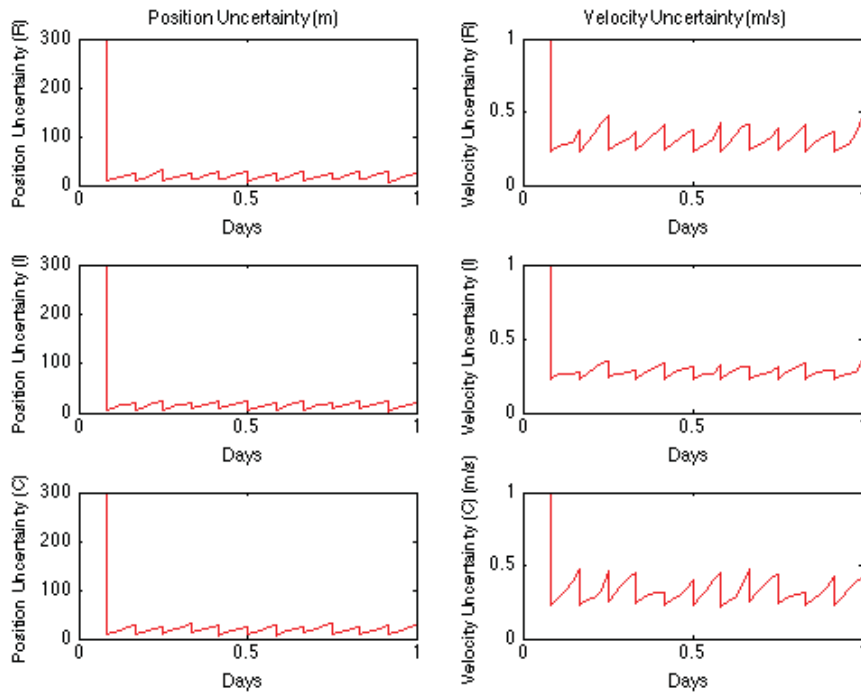 Position Uncertainty (m)
Velocity Uncertainty (m/s)
Position Uncertainty (R)
300
200
100
0
0
0.5
1
Days
Velocity Uncertainty (R)
1
0.5
0
0
0.5
1
Days
Position Uncertainty (I)
300
200
100
0
0
0.5
1
Days
Velocity Uncertainty (I)
1
0.5
0
0
0.5
1
Days
Position Uncertainty (C)
300
200
100
0
0
0.5
1
Days
Velocity Uncertainty (C) (m/s)
1
0.5
0
0
0.5
1
Days